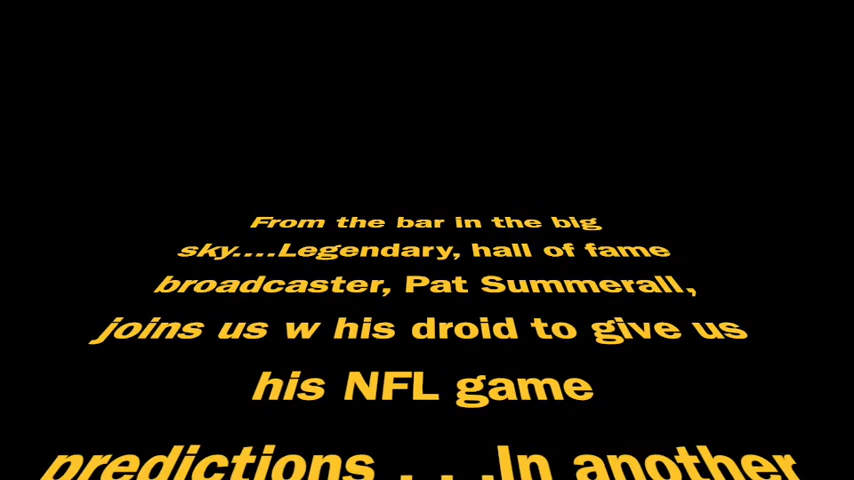 From the bar in the big
sky....Legendary, hall of fame
broadcaster, Pat Summerall,
joins us w his droid to give us
his NFL game
predictions . . .In another